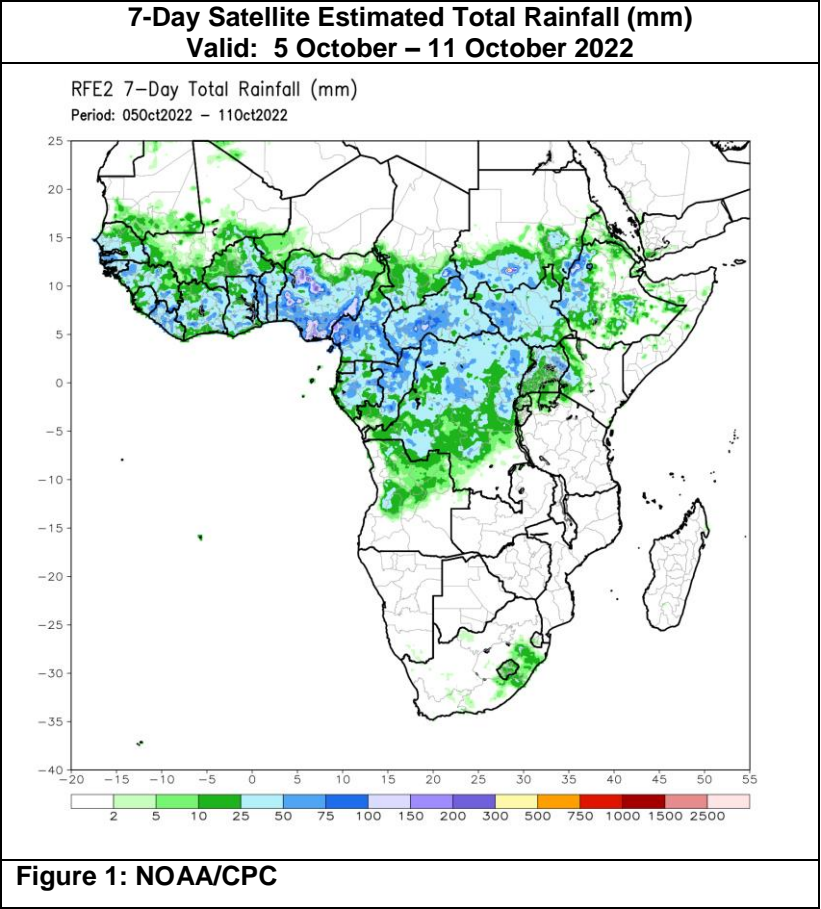 7-Day Satellite Estimated Total Rainfall (mm)
Valid:  5 October – 11 October 2022
RFE2 7-Day Total Rainfall (mm)
Period: 05Oct2022 - 11Oct2022
25
20
15
10
5
0
-5
-10
-15
-20
-25
-30
-35
-40
-20 -15 -10 -5 0 5 10 15 20 25 30 35 40 45 50 55
2 5 10 25 50 75 100 150 200 300 500 750 1000 1500 2500
Figure 1: NOAA/CPC